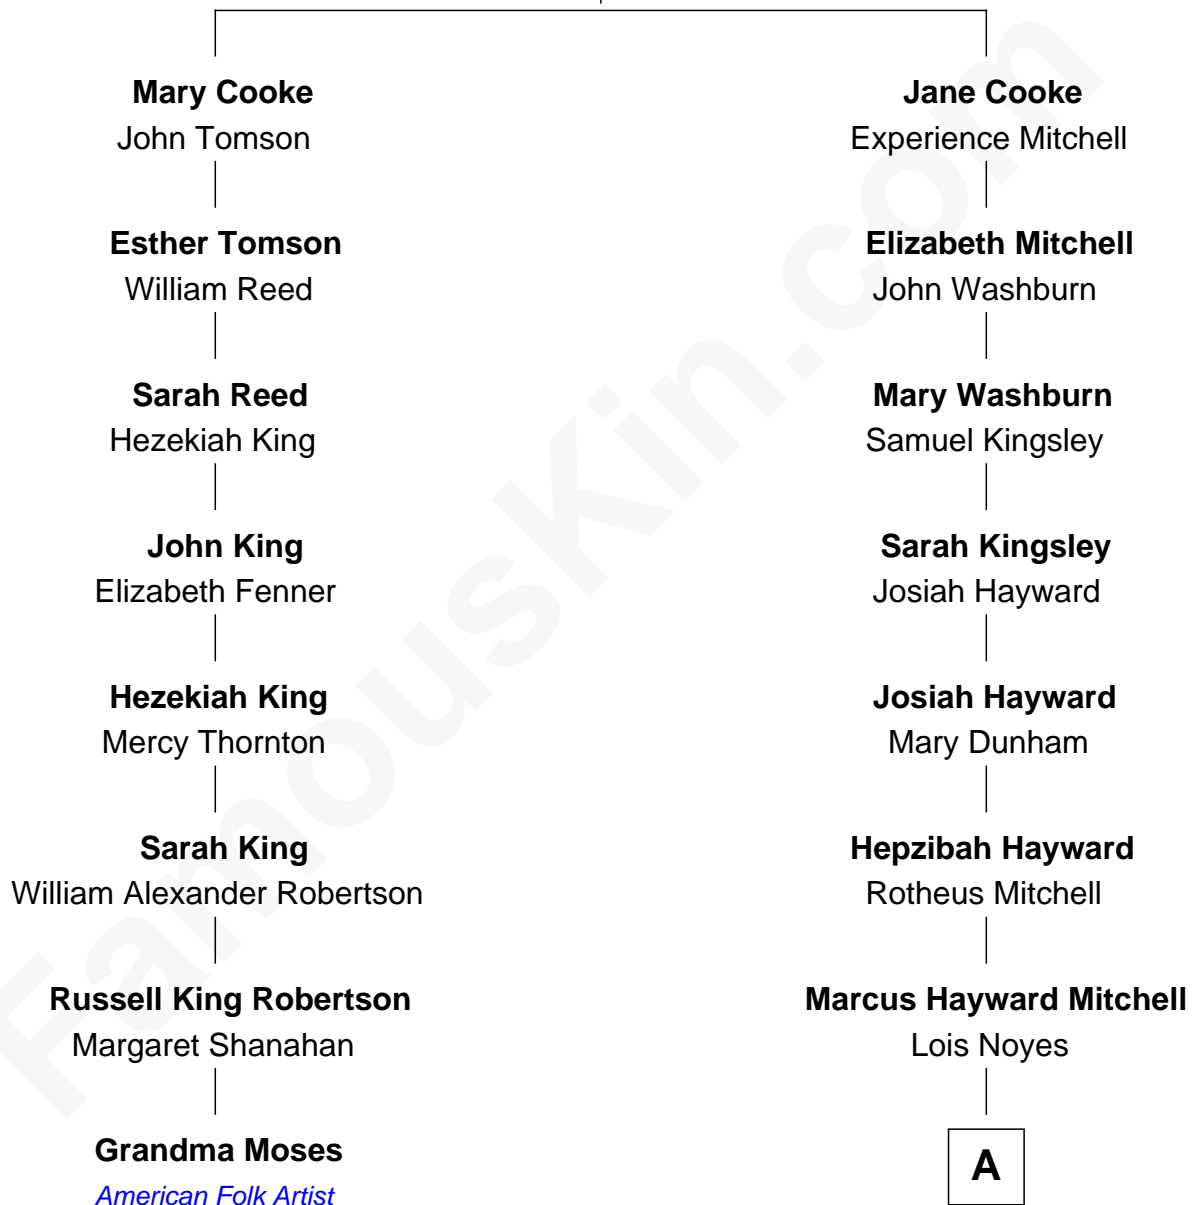 Mary Cooke
John Tomson
Esther Tomson
William Reed
Sarah Reed
Hezekiah King
John King
Elizabeth Fenner
Hezekiah King
Mercy Thornton
Sarah King
William Alexander Robertson
Russell King Robertson
Margaret Shanahan
Grandma Moses
American Folk Artist
Jane Cooke
Experience Mitchell
Elizabeth Mitchell
John Washburn
Mary Washburn
Samuel Kingsley
Sarah Kingsley
Josiah Hayward
Josiah Hayward
Mary Dunham
Hepzibah Hayward
Rotheus Mitchell
Marcus Hayward Mitchell
Lois Noyes
A
FamousKin.com